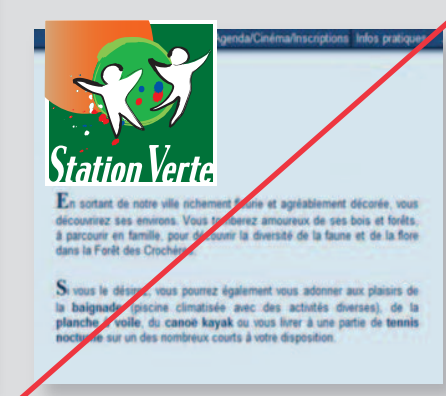 Agenda/Cinéma/Inscriptions Infos pratiques
Station Verte
En sortant de notre ville richement fleurie et agréablement décorée, vous
découvrirez ses environs. Vous tomberez amoureux de ses bois et forêts,
à parcourir en famille, pour découvrir la diversité de la faune et de la flore
dans la Forêt des Crochères.
Si vous le désirez, vous pourrez également vous adonner aux plaisirs de
la baignade (piscine climatisée avec des activités diverses), de la
planche à voile, du canoë kayak ou vous livrer à une partie de tennis
nocturne sur un des nombreux courts à votre disposition.